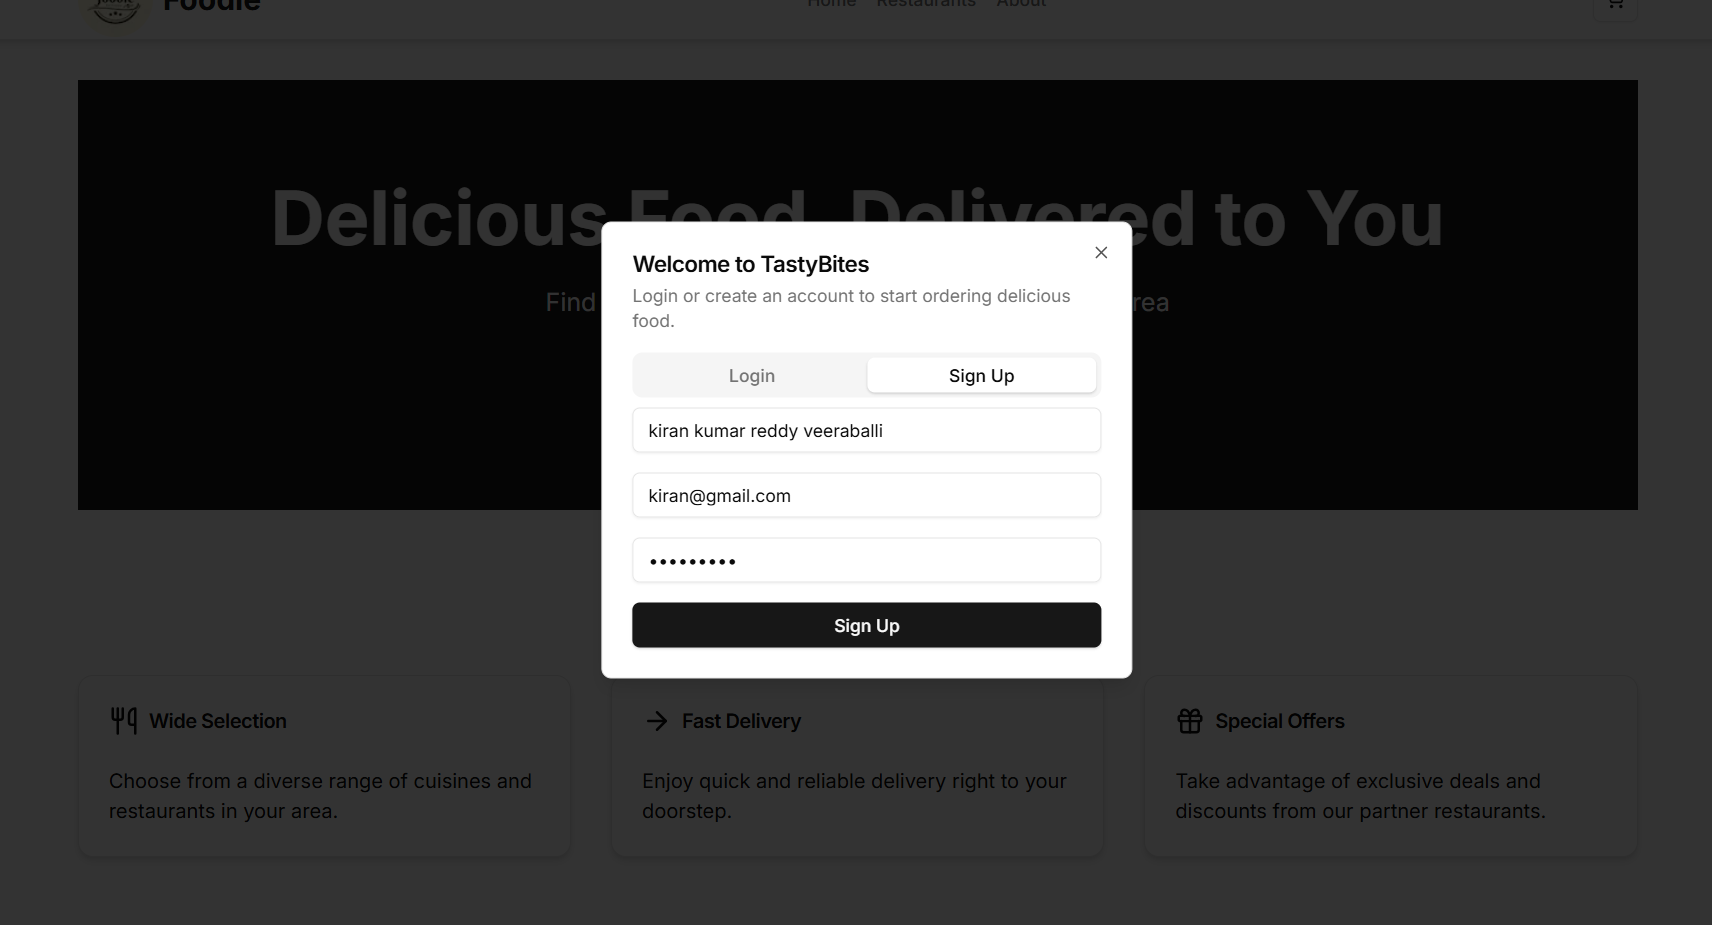 Foodie
Home Restaurants About
Delicious Food, Delivered to You
Find
rea
Welcome to TastyBites
Login or create an account to start ordering delicious
food.
Login
Sign Up
kiran kumar reddy veeraballi
kiran@gmail.com
•••••••••
Sign Up
Wide Selection
Choose from a diverse range of cuisines and
restaurants in your area.
Fast Delivery
Enjoy quick and reliable delivery right to your
doorstep.
Special Offers
Take advantage of exclusive deals and
discounts from our partner restaurants.